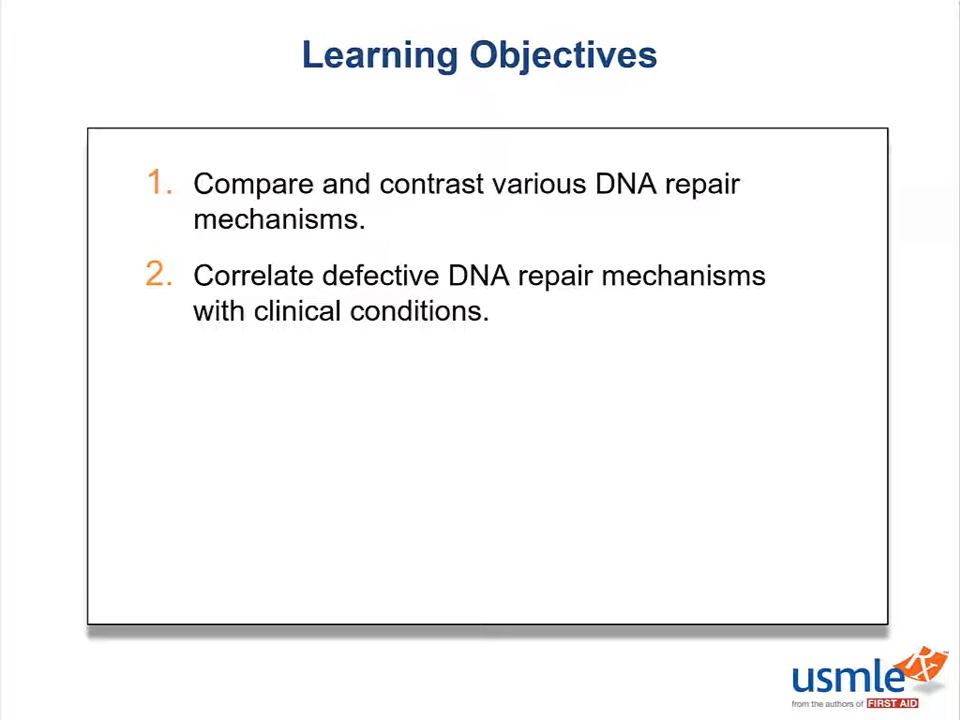 Learning Objectives
1. Compare and contrast various DNA repair
mechanisms.
2. Correlate defective DNA repair mechanisms
with clinical conditions.
usmle Rx
from the authors of FIRST AID